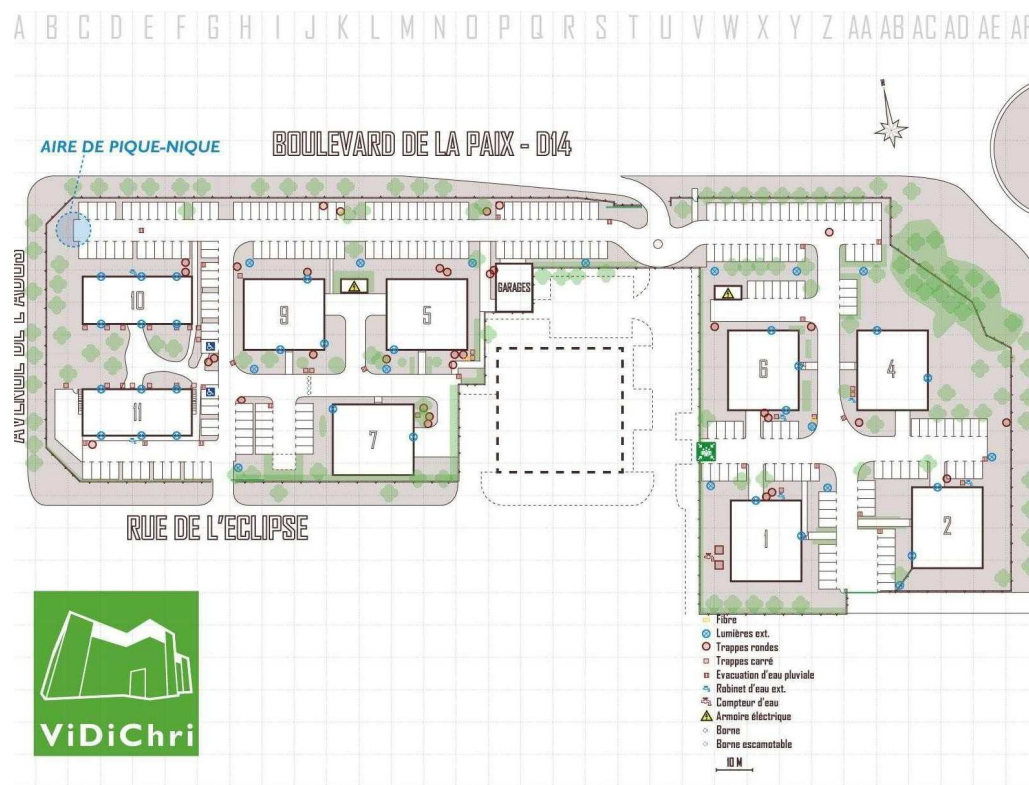 A B C D E F G H I J K L M N O P Q R S T U V W X Y Z AA AB AC AD AE
AIRE DE PIQUE-NIQUE
BOULEVARD DE LA PAIX - D14
10
9
5
GARAGES
6
4
11
7
1
2
RUE DE L'ECLIPSE
ViDiChri
Fibre
Lumières ext.
Trappes rondes
Trappes carré
Evacuation d'eau pluviale
Robinet d'eau ext.
Compteur d'eau
Armoire éléctrique
Borne
Borne escamotable
10 M